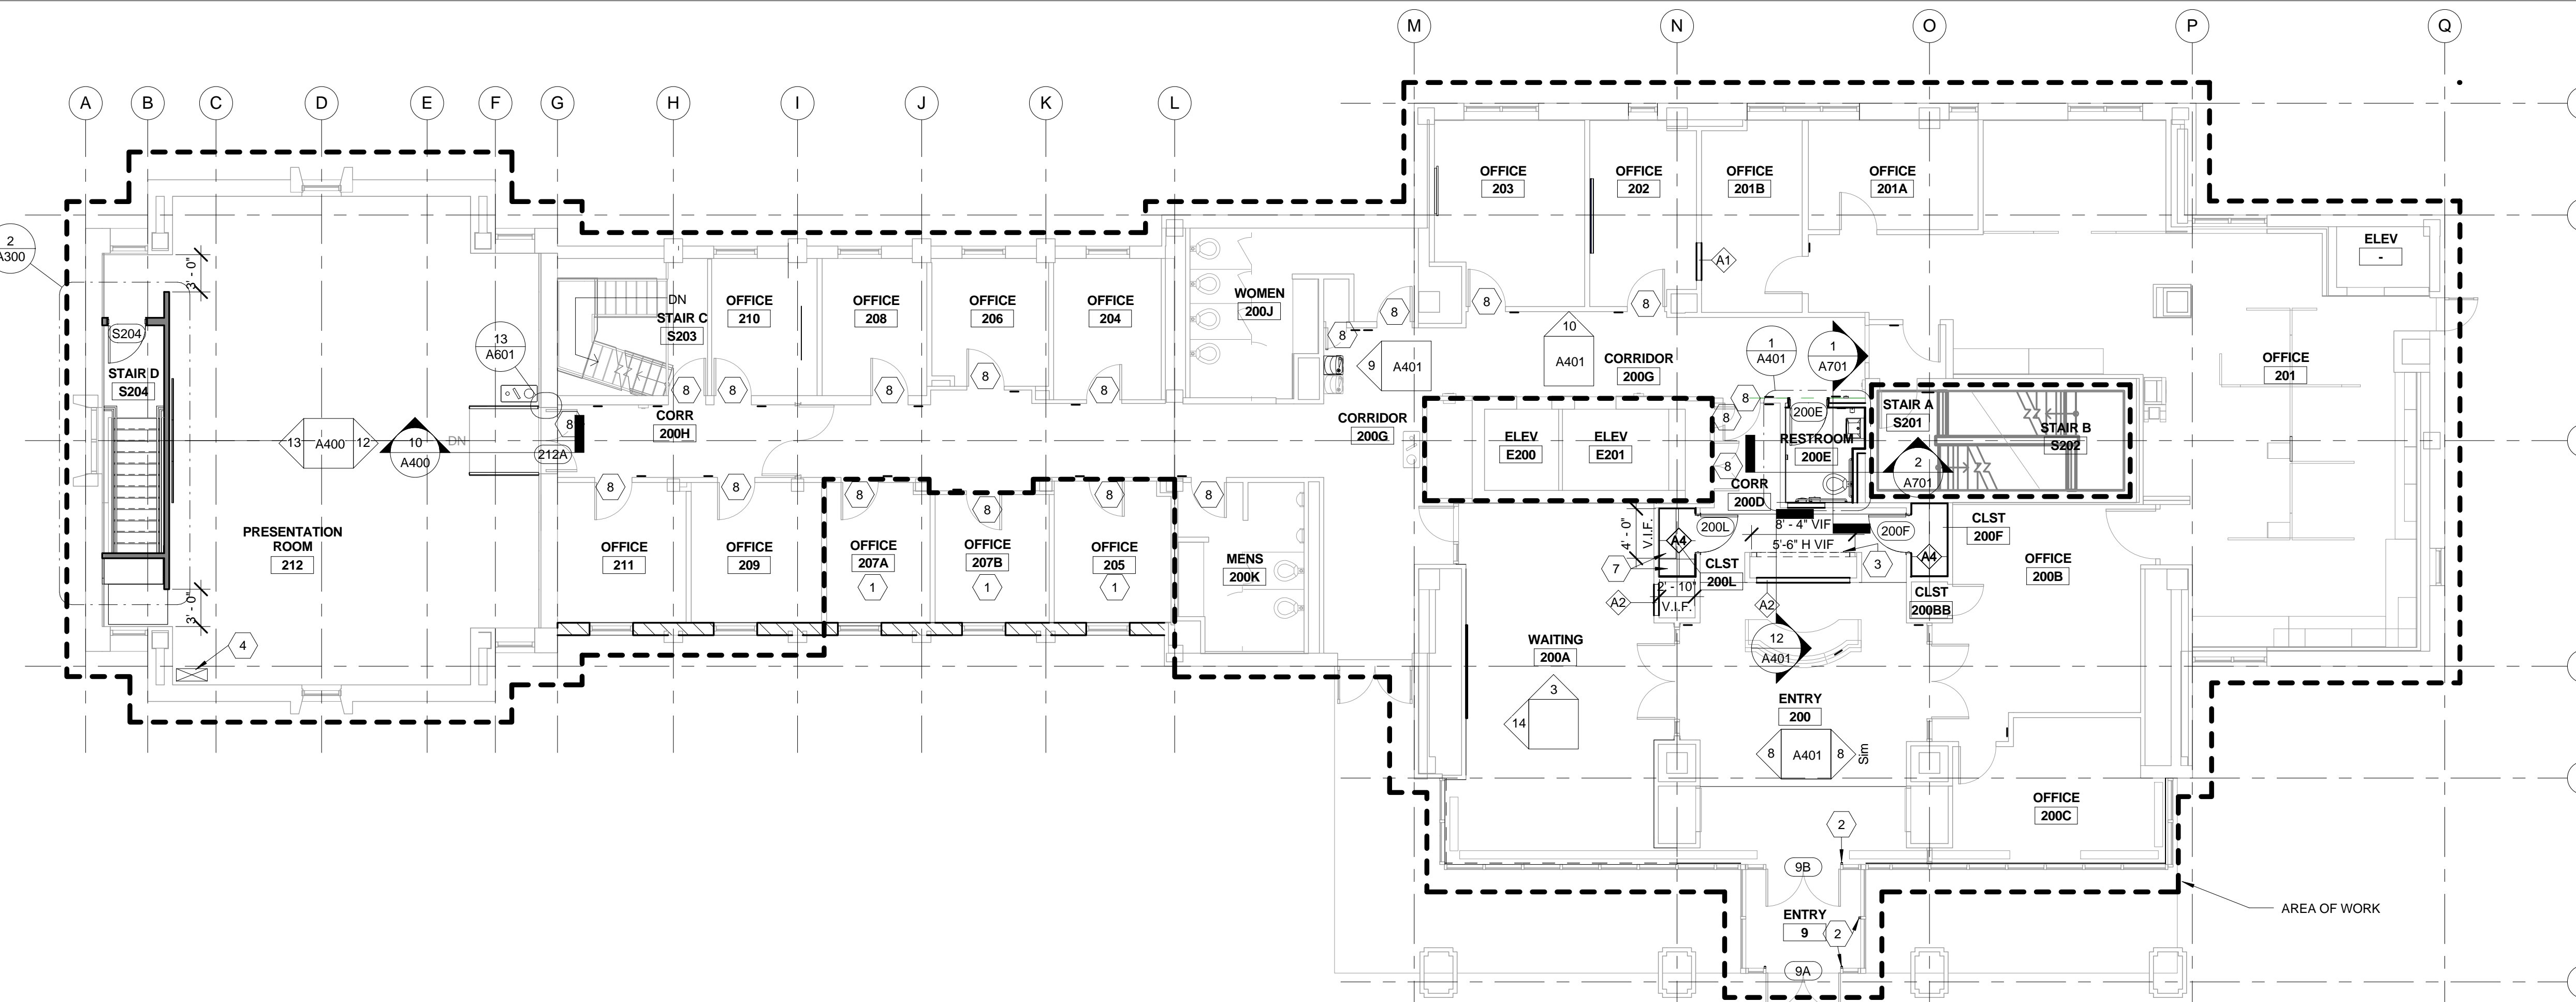 M N O P Q
A B C D E F G H I J K L
OFFICE
203
OFFICE
202
OFFICE
201B
OFFICE
201A
ELEV
-
A1
2
A300
3' - 0"
S204
STAIR D
S204
13
A601
DN
STAIR C
S203
OFFICE
210
OFFICE
208
OFFICE
206
OFFICE
204
WOMEN
200J
8
8
8
8
8
8
8
8
8
10
A401
9
A401
CORRIDOR
200G
1
A401
1
A701
OFFICE
201
CORR
200H
CORRIDOR
200G
8
8
8
8
200E
STAIR A
S201
STAIR B
S202
ELEV
E200
ELEV
E201
RESTROOM
200E
13
A400
12
10
A400
DN
212A
2
A701
CORR
200D
8
8
8
8
8
8
PRESENTATION
ROOM
212
OFFICE
211
OFFICE
209
OFFICE
207A
1
OFFICE
207B
1
OFFICE
205
1
MENS
200K
4' - 0"
V.I.F.
A4
200L
8' - 4" VIF
5'-6" H VIF
200F
CLST
200F
A4
7
CLST
200L
3
OFFICE
200B
2' - 10"
V.I.F.
A2
A2
CLST
200BB
3' - 0"
4
WAITING
200A
12
A401
3
14
ENTRY
200
8
A401
8
Sim
OFFICE
200C
2
9B
AREA OF WORK
ENTRY
9
2
9A